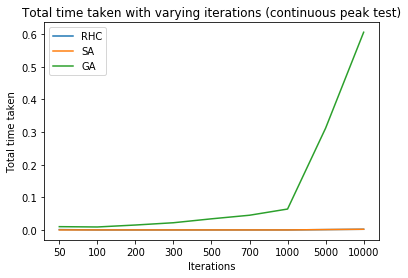 Total time taken with varying iterations (continuous peak test)
RHC
SA
GA
Total time taken
0.6
0.5
0.4
0.3
0.2
0.1
0.0
50 100 200 300 500 700 1000 5000 10000
Iterations